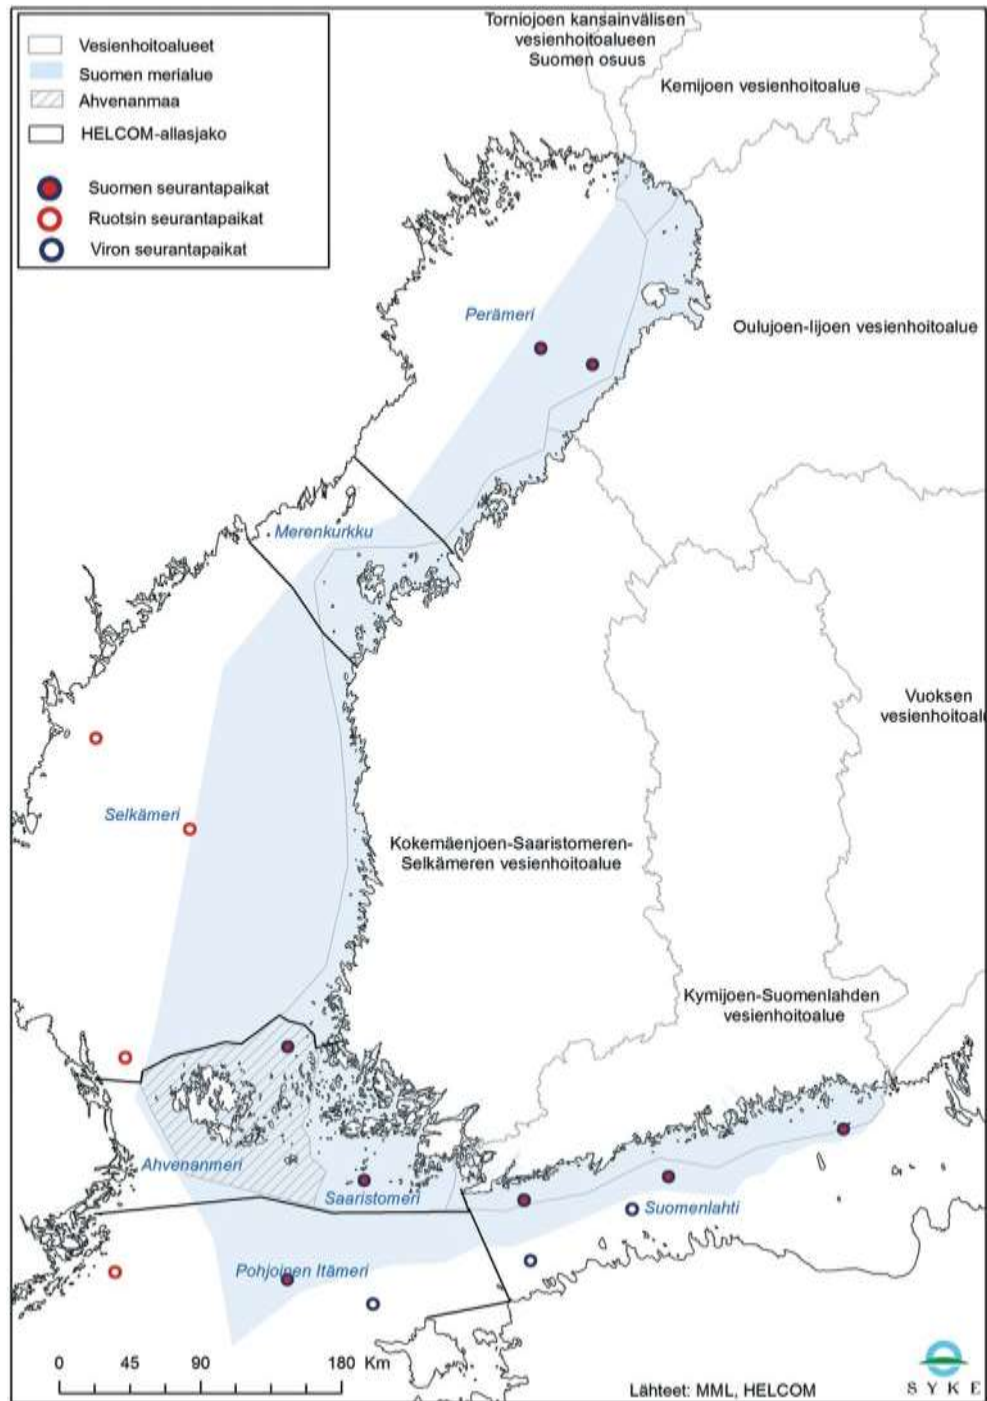 Vesienhoitoalueet
Suomen merialue
Ahvenanmaa
HELCOM-allasjako
Suomen seurantapaikat
Ruotsin seurantapaikat
Viron seurantapaikat
Torniojoen kansainvälisen
vesienhoitoalueen
Suomen osuus
Kemijoen vesienhoitoalue
Perämeri
Oulujoen-Iijoen vesienhoitoalue
Merenkurkku
Vuoksen
vesienhoitoalu
Selkämeri
Kokemäenjoen-Saaristomeren-
Selkämeren vesienhoitoalue
Kymijoen-Suomenlahden
vesienhoitoalue
Ahvenanmeri
Saaristomeri
Suomenlahti
Pohjoinen Itämeri
0 45 90 180 Km
Lähteet: MML, HELCOM
SYKE